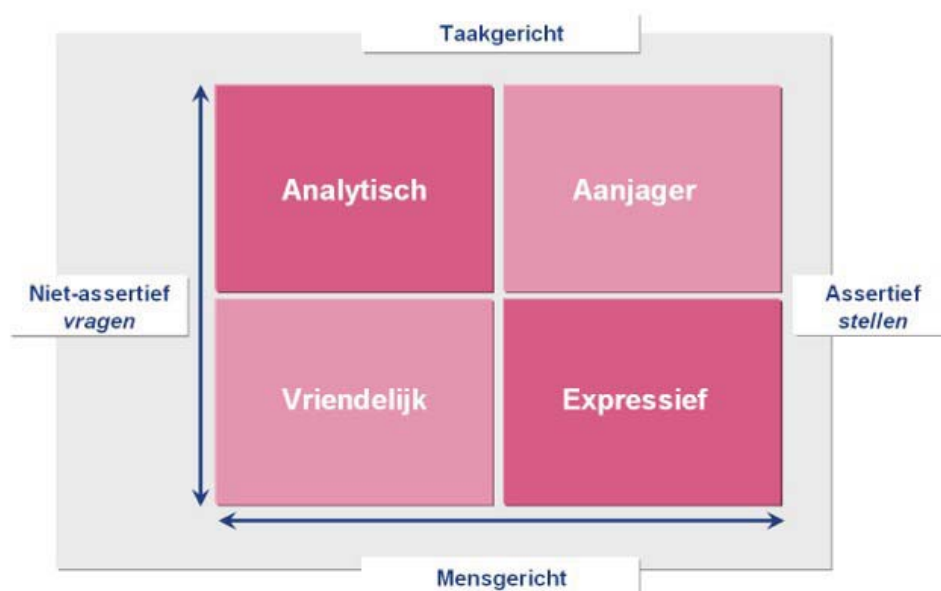 Taakgericht
Analytisch
Aanjager
Niet-assertief
vragen
Assertief
stellen
Vriendelijk
Expressief
Mensgericht